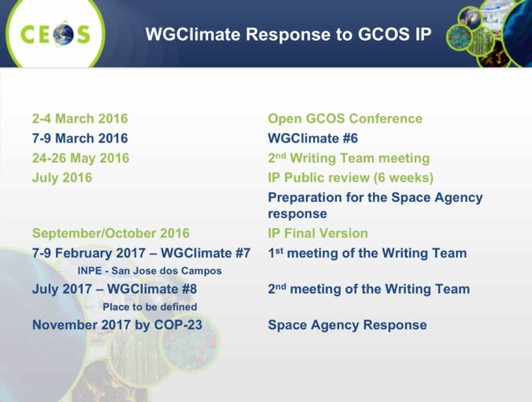 CEOS
WGClimate Response to GCOS IP
2-4 March 2016 Open GCOS Conference
7-9 March 2016 WGClimate #6
24-26 May 2016 2nd Writing Team meeting
July 2016 IP Public review (6 weeks)
Preparation for the Space Agency
response
September/October 2016 IP Final Version
7-9 February 2017 – WGClimate #7 1st meeting of the Writing Team
INPE - San Jose dos Campos
July 2017 – WGClimate #8 2nd meeting of the Writing Team
Place to be defined
November 2017 by COP-23 Space Agency Response